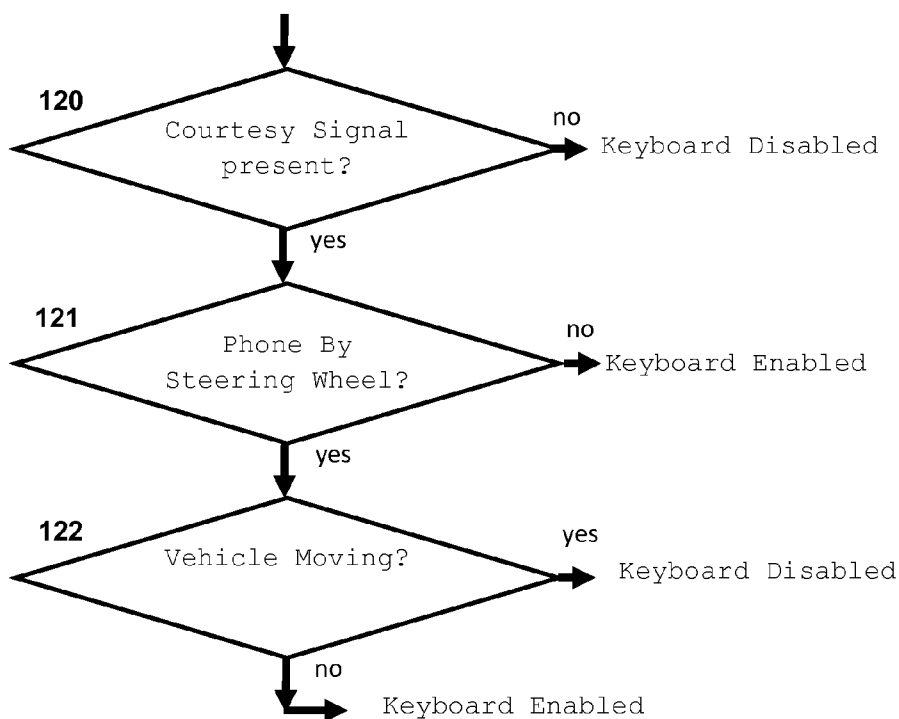 120
Courtesy Signal
present?
no
Keyboard Disabled
yes
121
Phone By
Steering Wheel?
no
Keyboard Enabled
yes
122
Vehicle Moving?
yes
Keyboard Disabled
no
Keyboard Enabled